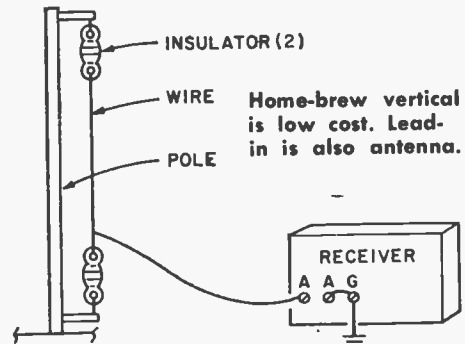 INSULATOR (2)
WIRE
Home-brew vertical
is low cost. Lead-
in is also antenna.
POLE
RECEIVER
A A G